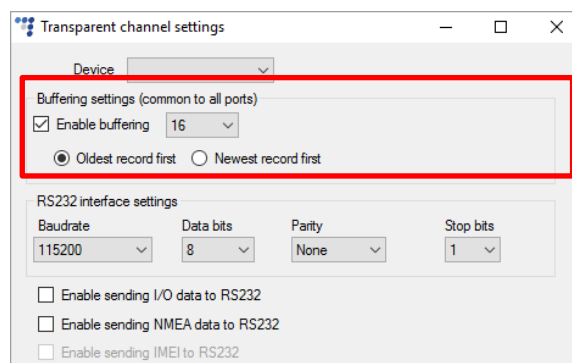 Transparent channel settings
Device
Buffering settings (common to all ports)
Enable buffering 16
Oldest record first Newest record first
RS232 interface settings
Baudrate Data bits Parity Stop bits
115200 8 None 1
Enable sending I/O data to RS232
Enable sending NMEA data to RS232
Enable sending IMEI to RS232